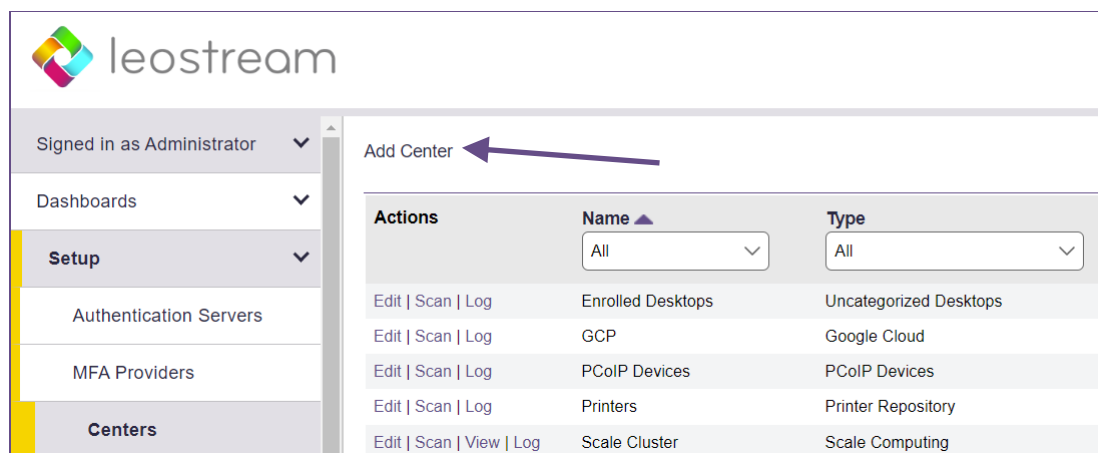 leostream
Signed in as Administrator
Dashboards
Setup
Authentication Servers
MFA Providers
Centers
Add Center
Actions Name Type
All All
Edit | Scan | Log Enrolled Desktops Uncategorized Desktops
Edit | Scan | Log GCP Google Cloud
Edit | Scan | Log PCoIP Devices PCoIP Devices
Edit | Scan | Log Printers Printer Repository
Edit | Scan | View | Log Scale Cluster Scale Computing